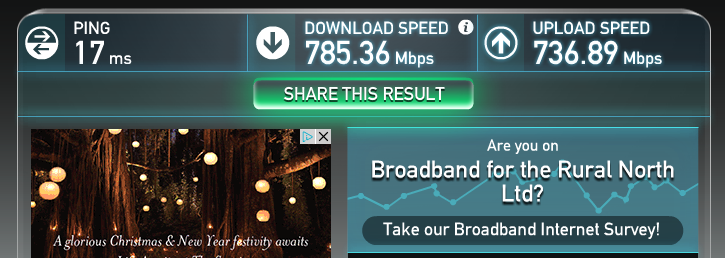 PING
17 ms
DOWNLOAD SPEED
785.36 Mbps
UPLOAD SPEED
736.89 Mbps
SHARE THIS RESULT
A glorious Christmas & New Year festivity awaits
Are you on
Broadband for the Rural North
Ltd?
Take our Broadband Internet Survey!